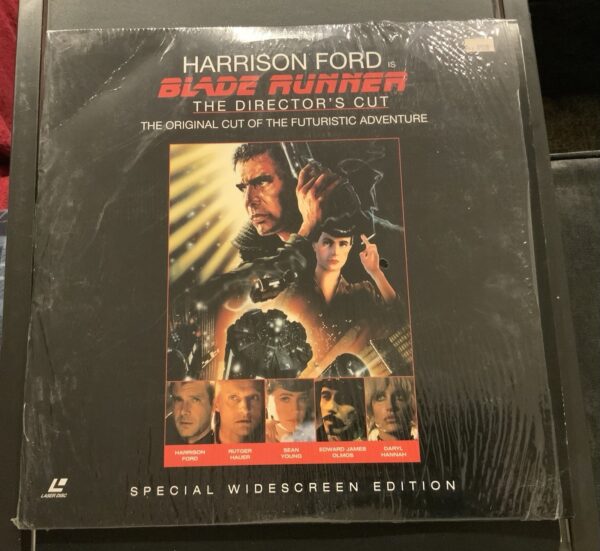 HARRISON FORD IS
BLADE RUNNER
THE DIRECTOR'S CUT
THE ORIGINAL CUT OF THE FUTURISTIC ADVENTURE
HARRISON
FORD
RUTGER
HAUER
SEAN
YOUNG
EDWARD JAMES
OLMOS
DARYL
HANNAH
LASER DISC
SPECIAL WIDESCREEN EDITION